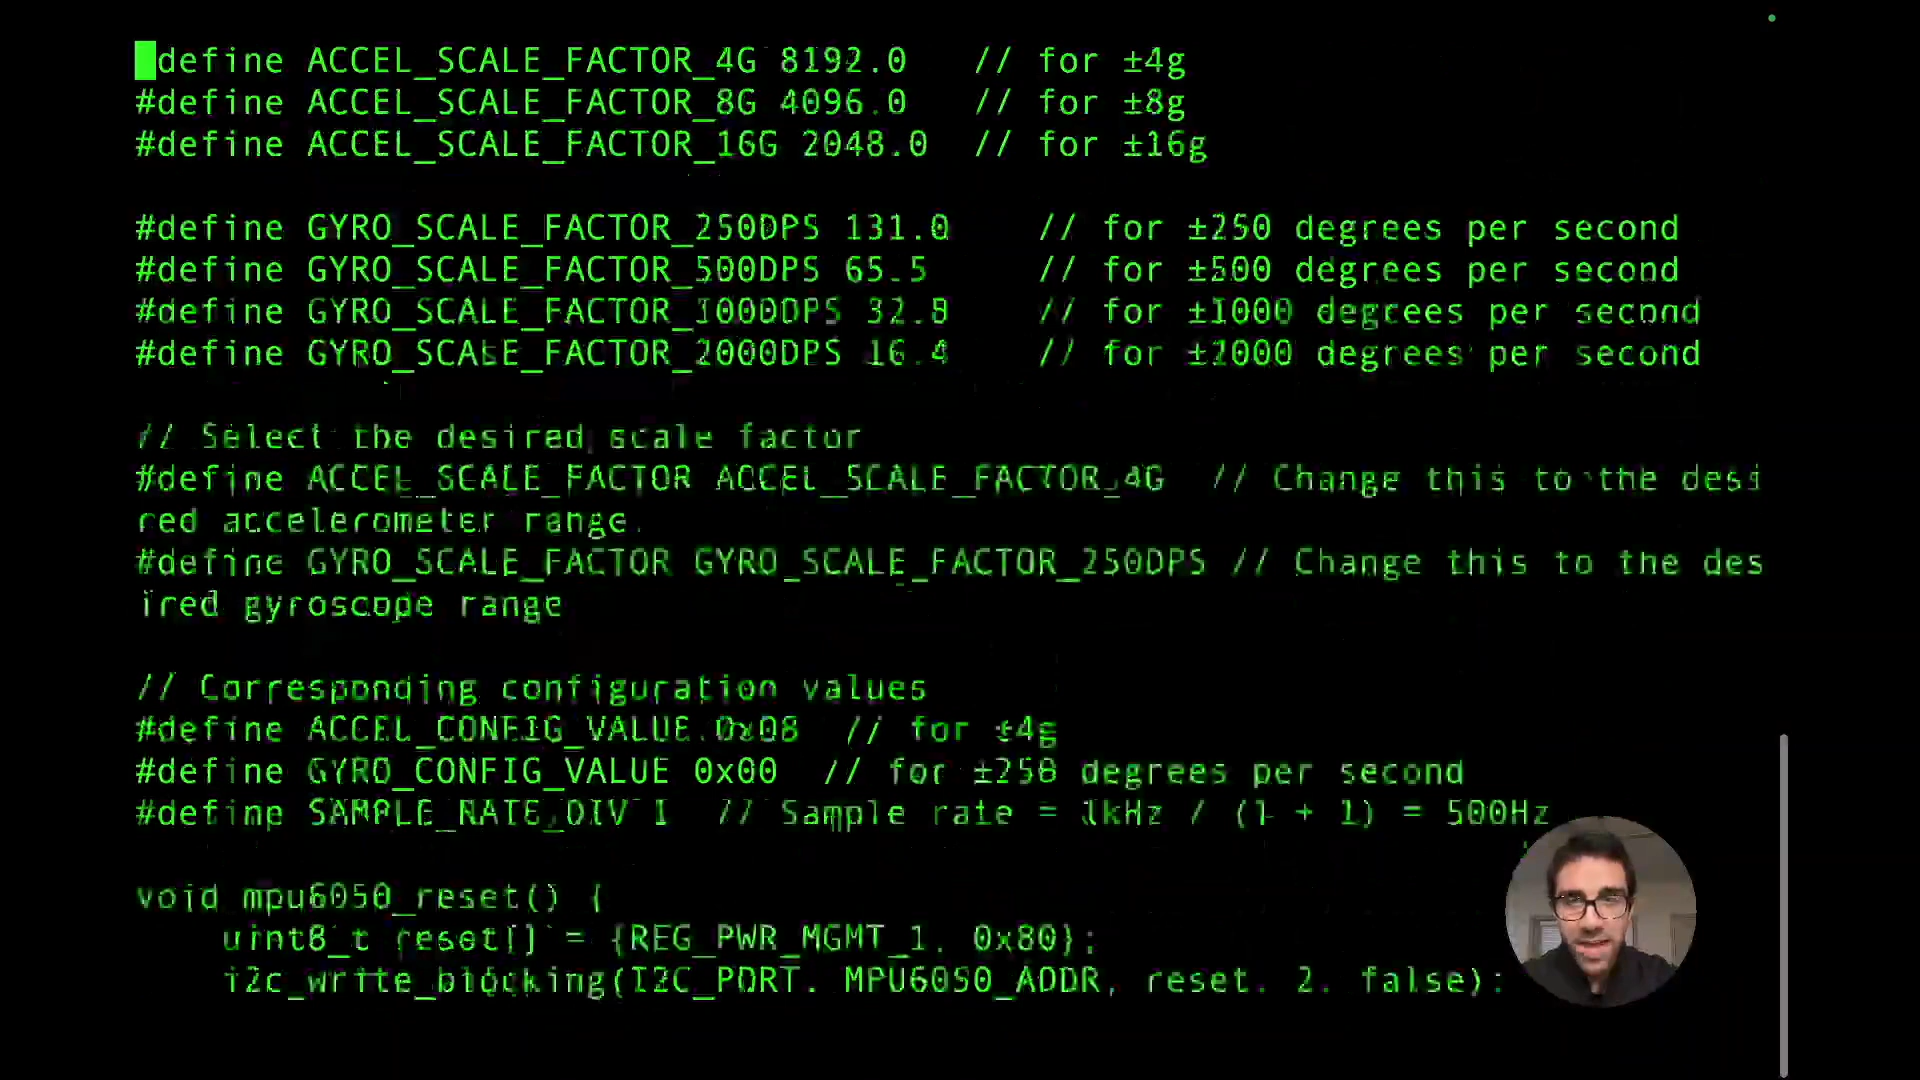 #define ACCEL_SCALE_FACTOR_4G 8192.0   // for ±4g
#define ACCEL_SCALE_FACTOR_8G 4096.0   // for ±8g
#define ACCEL_SCALE_FACTOR_16G 2048.0  // for ±16g
#define GYRO_SCALE_FACTOR_250DPS 131.0    // for ±250 degrees per second
#define GYRO_SCALE_FACTOR_500DPS 65.5     // for ±500 degrees per second
#define GYRO_SCALE_FACTOR_1000DPS 32.8    // for ±1000 degrees per second
#define GYRO_SCALE_FACTOR_2000DPS 16.4    // for ±2000 degrees per second
// Select the desired scale factor
#define ACCEL_SCALE_FACTOR ACCEL_SCALE_FACTOR_4G  // Change this to the desi
red accelerometer range
#define GYRO_SCALE_FACTOR GYRO_SCALE_FACTOR_250DPS // Change this to the des
ired gyroscope range
// Corresponding configuration values
#define ACCEL_CONFIG_VALUE 0x08  // for ±4g
#define GYRO_CONFIG_VALUE 0x00  // for ±250 degrees per second
#define SAMPLE_RATE_DIV 1  // Sample rate = 1kHz / (1 + 1) = 500Hz
void mpu6050_reset() {
    uint8_t reset[] = {REG_PWR_MGMT_1, 0x80};
    i2c_write_blocking(I2C_PORT, MPU6050_ADDR, reset, 2, false);